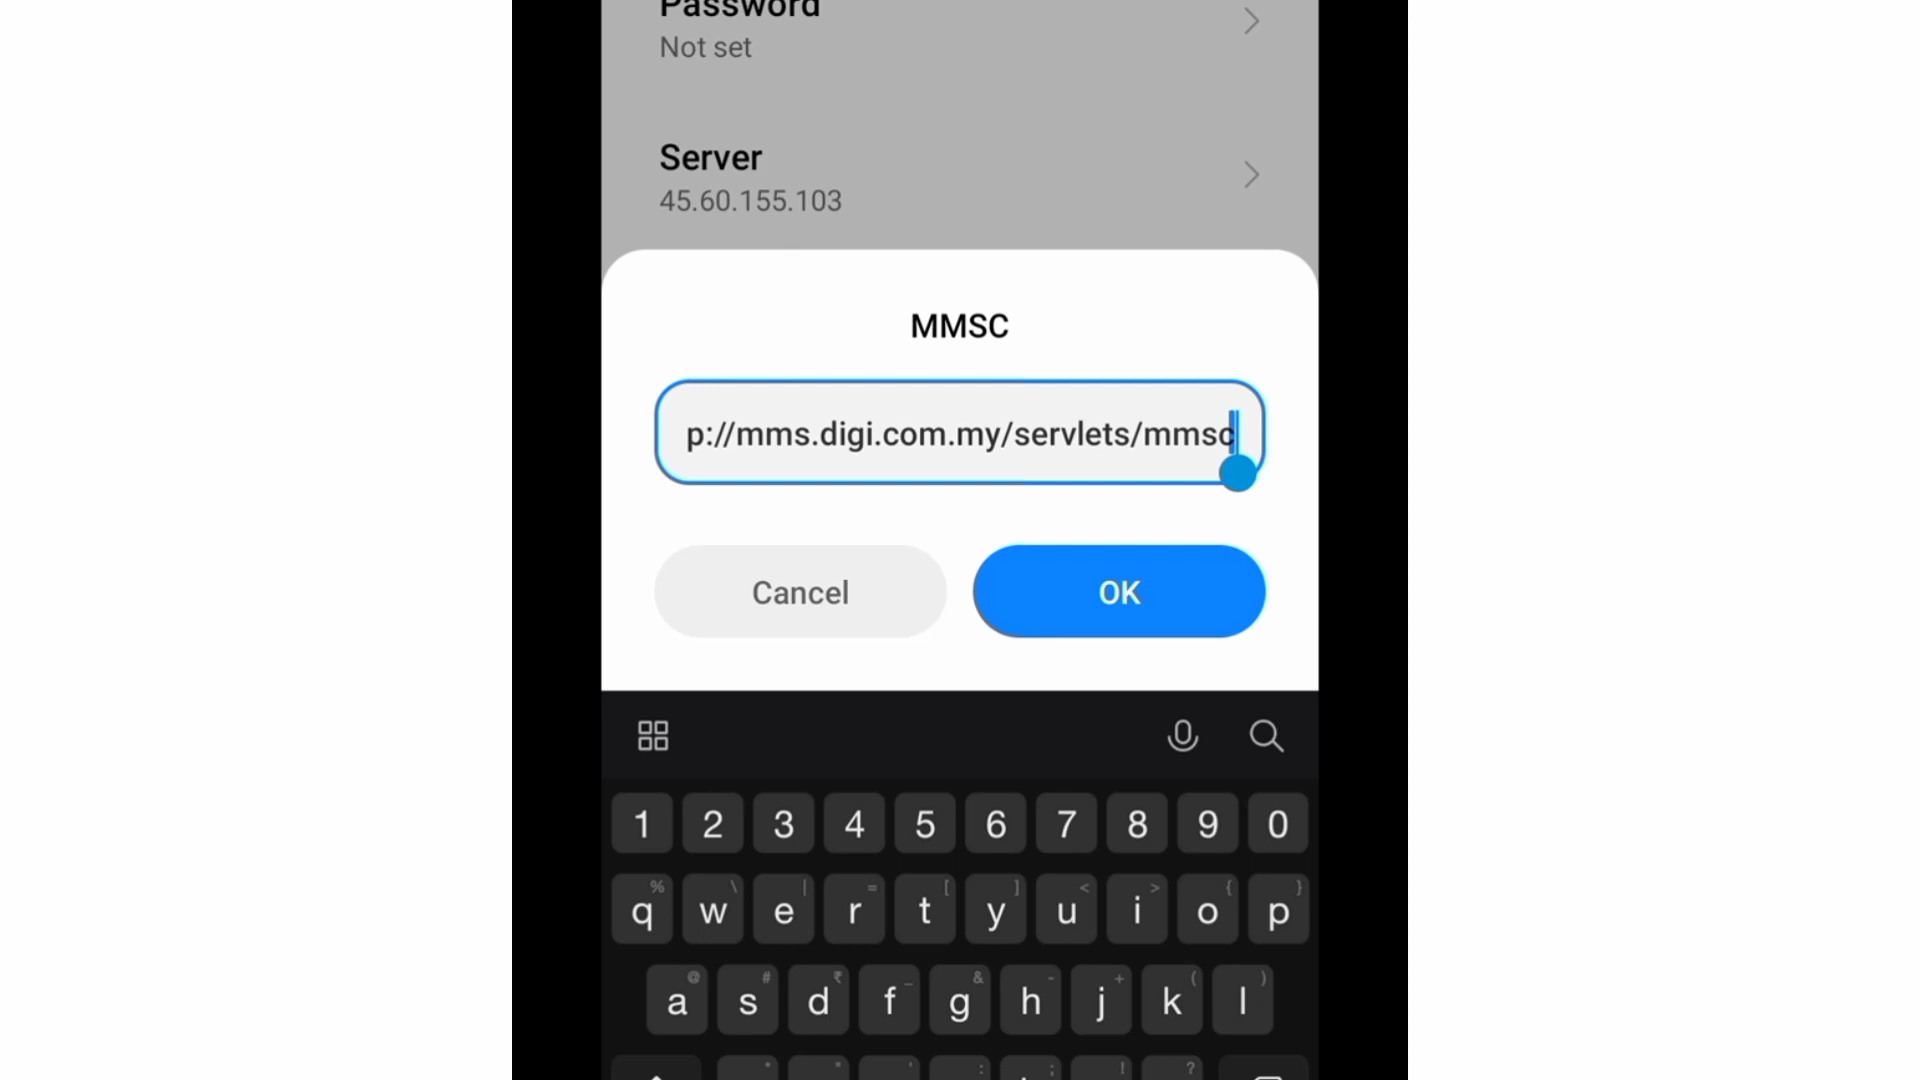 Password
Not set
Server
45.60.155.103
MMSC
p://mms.digi.com.my/servlets/mmsc
Cancel
OK
1 2 3 4 5 6 7 8 9 0
% \ | = [ ] < > { }
q w e r t y u i o p
@ # ₹ _ & - + ( )
a s d f g h j k l
* " ' : ; ! ?